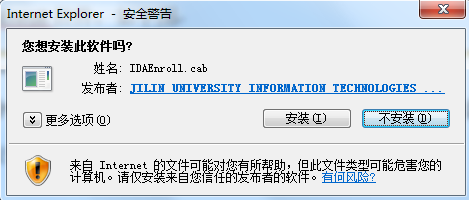 Internet Explorer - 安全警告
您想安装此软件吗?
姓名: IDAEnroll.cab
发布者: JILIN UNIVERSITY INFORMATION TECHNOLOGIES ...
更多选项(O)
安装(I)
不安装(D)
来自 Internet 的文件可能对您有所帮助，但此文件类型可能危害您的
计算机。请仅安装来自您信任的发布者的软件。有何风险?